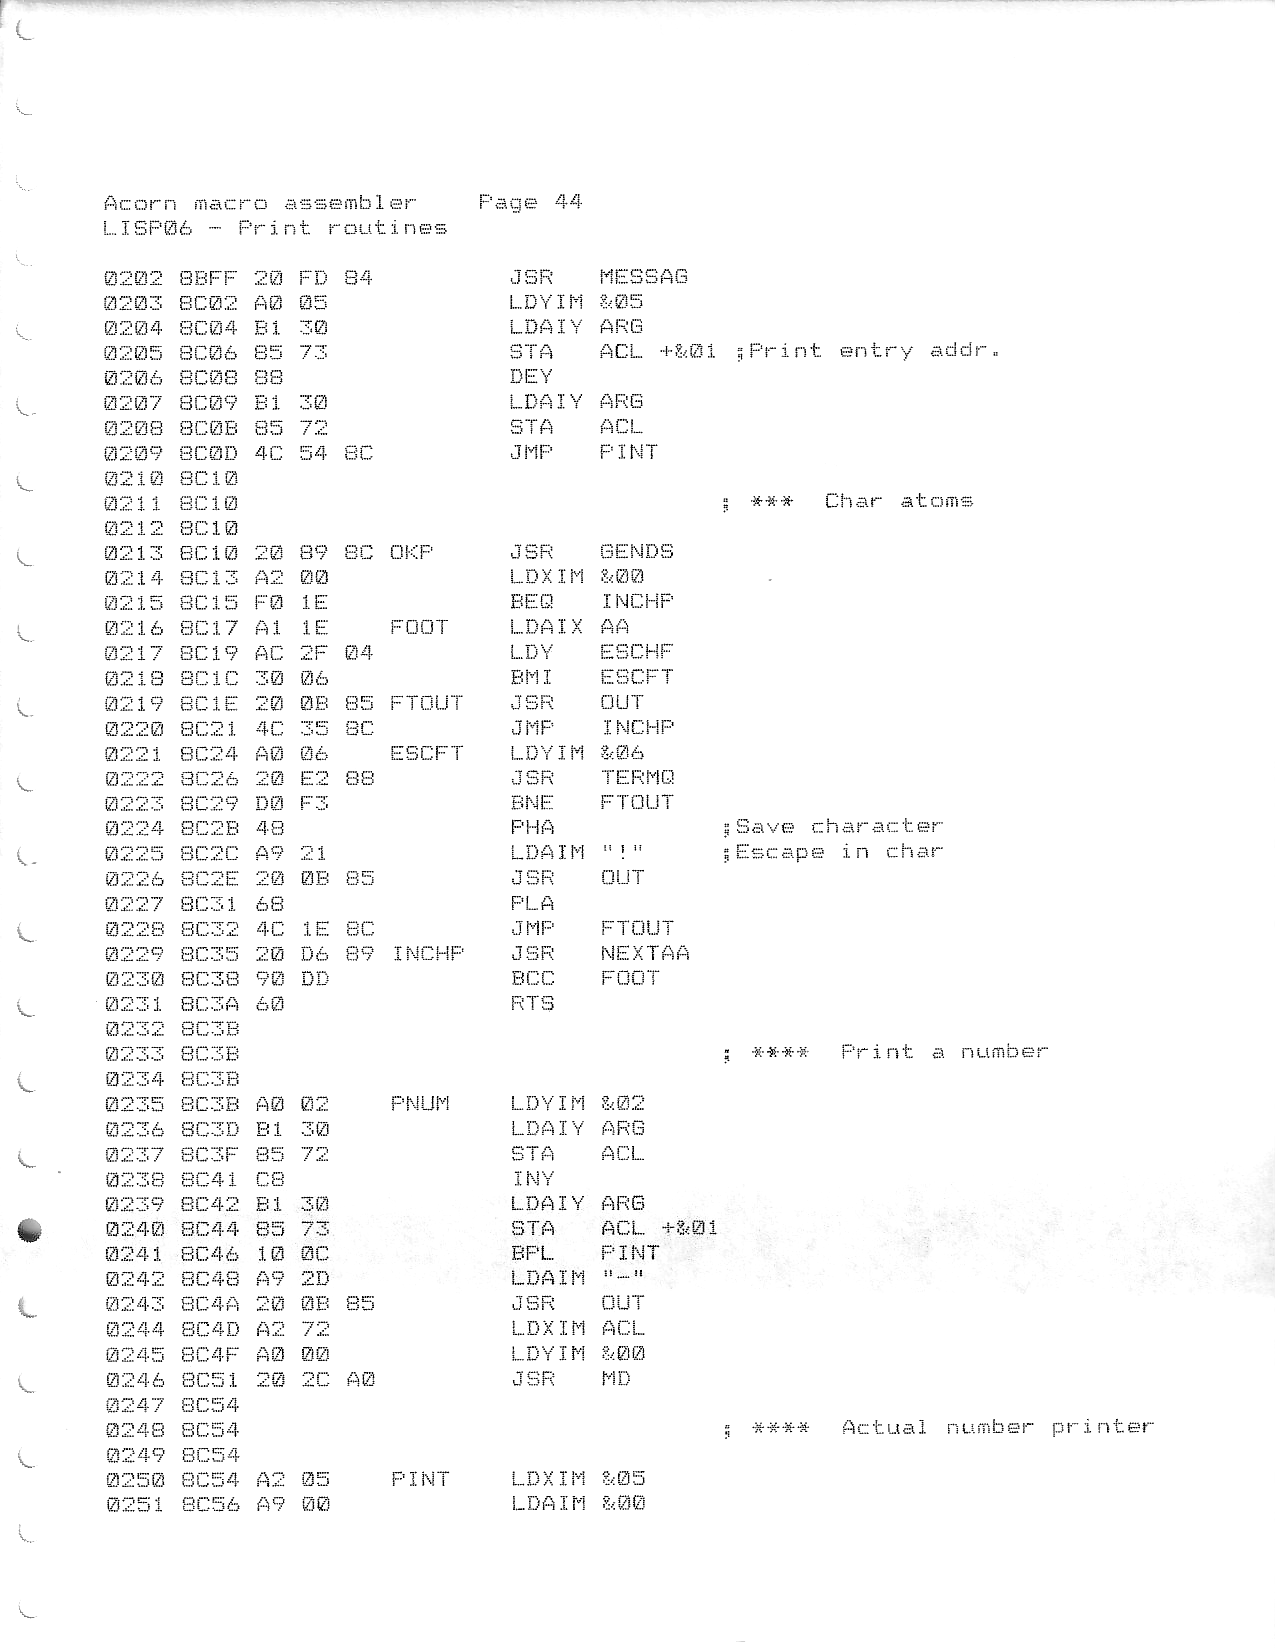 Acorn macro assembler    Page 44
LISP06 - Print routines
0202 8BFF 20 FD 84         JSR   MESSAG
0203 8C02 A0 05            LDYIM &05
0204 8C04 B1 30            LDAIY ARG
0205 8C06 85 73            STA   ACL +&01 ;Print entry addr.
0206 8C08 88               DEY
0207 8C09 B1 30            LDAIY ARG
0208 8C0B 85 72            STA   ACL
0209 8C0D 4C 54 8C         JMP   PINT
0210 8C10
0211 8C10                                ; ***  Char atoms
0212 8C10
0213 8C10 20 89 8C OKP     JSR   GENDS
0214 8C13 A2 00            LDXIM &00
0215 8C15 F0 1E            BEQ   INCHP
0216 8C17 A1 1E    FOOT    LDAIX AA
0217 8C19 AC 2F 04         LDY   ESCHF
0218 8C1C 30 06            BMI   ESCFT
0219 8C1E 20 0B 85 FTOUT   JSR   OUT
0220 8C21 4C 35 8C         JMP   INCHP
0221 8C24 A0 06    ESCFT   LDYIM &06
0222 8C26 20 E2 88         JSR   TERMQ
0223 8C29 D0 F3            BNE   FTOUT
0224 8C2B 48               PHA           ;Save character
0225 8C2C A9 21            LDAIM "!"     ;Escape in char
0226 8C2E 20 0B 85         JSR   OUT
0227 8C31 68               PLA
0228 8C32 4C 1E 8C         JMP   FTOUT
0229 8C35 20 D6 89 INCHP   JSR   NEXTAA
0230 8C38 90 DD            BCC   FOOT
0231 8C3A 60               RTS
0232 8C3B
0233 8C3B                                ; ****  Print a number
0234 8C3B
0235 8C3B A0 02    PNUM    LDYIM &02
0236 8C3D B1 30            LDAIY ARG
0237 8C3F 85 72            STA   ACL
0238 8C41 C8               INY
0239 8C42 B1 30            LDAIY ARG
0240 8C44 85 73            STA   ACL +&01
0241 8C46 10 0C            BPL   PINT
0242 8C48 A9 2D            LDAIM "-"
0243 8C4A 20 0B 85         JSR   OUT
0244 8C4D A2 72            LDXIM ACL
0245 8C4F A0 00            LDYIM &00
0246 8C51 20 2C A0         JSR   MD
0247 8C54
0248 8C54                                ; ****  Actual number printer
0249 8C54
0250 8C54 A2 05    PINT    LDXIM &05
0251 8C56 A9 00            LDAIM &00